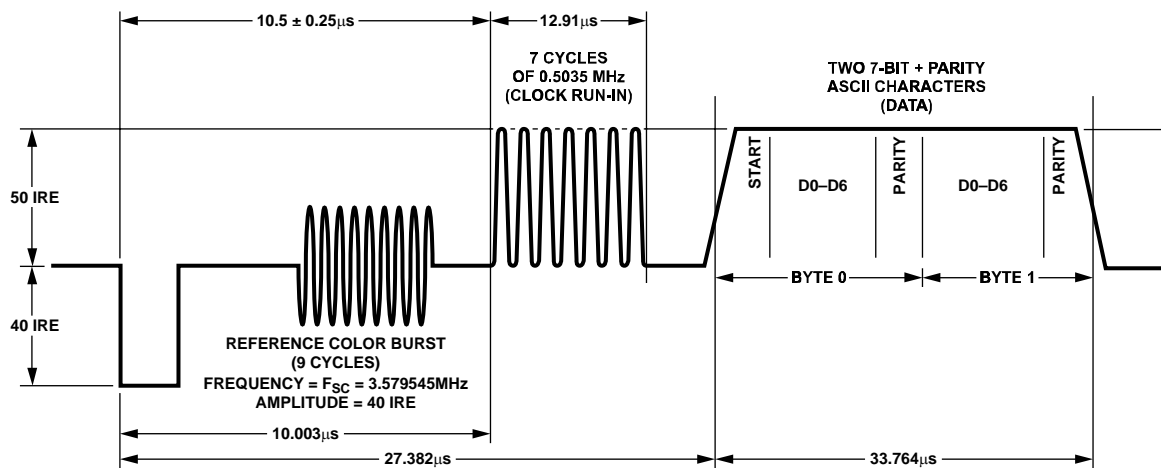 10.5 ± 0.25μs
12.91μs
7 CYCLES
OF 0.5035 MHz
(CLOCK RUN-IN)
TWO 7-BIT + PARITY
ASCII CHARACTERS
(DATA)
50 IRE
40 IRE
START
D0–D6
PARITY
D0–D6
PARITY
BYTE 0
BYTE 1
REFERENCE COLOR BURST
(9 CYCLES)
FREQUENCY = FSC = 3.579545MHz
AMPLITUDE = 40 IRE
10.003μs
27.382μs
33.764μs